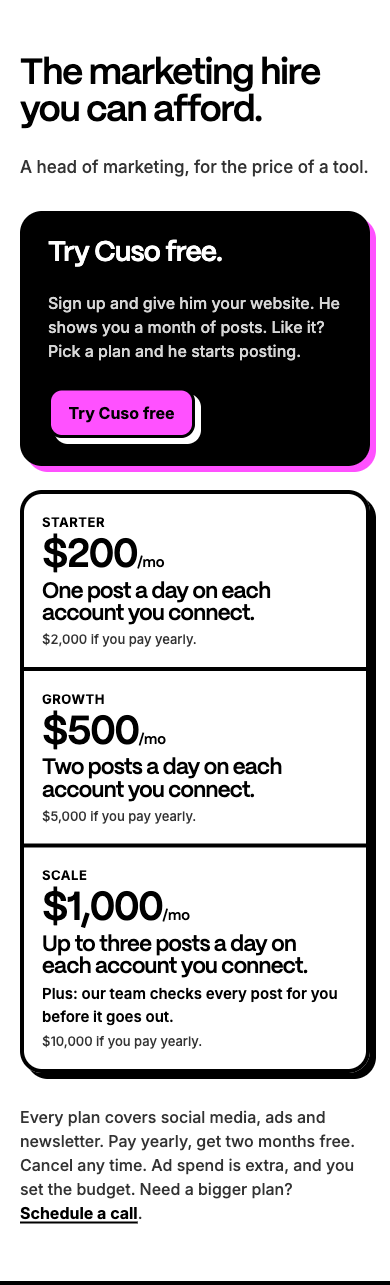 The marketing hire
you can afford.
A head of marketing, for the price of a tool.
Try Cuso free.
Sign up and give him your website. He
shows you a month of posts. Like it?
Pick a plan and he starts posting.
Try Cuso free
STARTER
$200/mo
One post a day on each
account you connect.
$2,000 if you pay yearly.
GROWTH
$500/mo
Two posts a day on each
account you connect.
$5,000 if you pay yearly.
SCALE
$1,000/mo
Up to three posts a day on
each account you connect.
Plus: our team checks every post for you
before it goes out.
$10,000 if you pay yearly.
Every plan covers social media, ads and
newsletter. Pay yearly, get two months free.
Cancel any time. Ad spend is extra, and you
set the budget. Need a bigger plan?
Schedule a call.